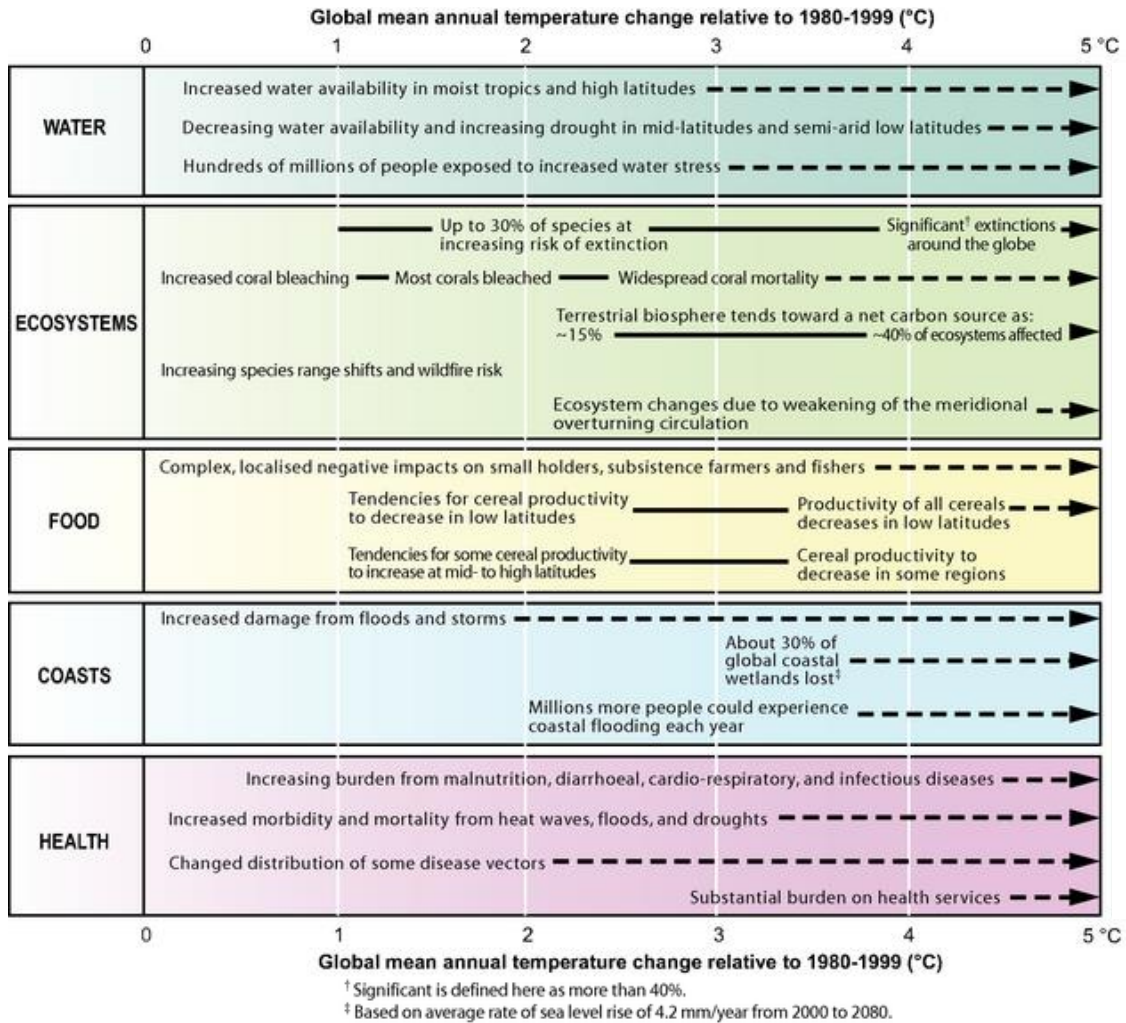 Global mean annual temperature change relative to 1980-1999 (°C)
0 1 2 3 4 5 °C
WATER
Increased water availability in moist tropics and high latitudes
Decreasing water availability and increasing drought in mid-latitudes and semi-arid low latitudes
Hundreds of millions of people exposed to increased water stress
ECOSYSTEMS
Up to 30% of species at
increasing risk of extinction
Significant† extinctions
around the globe
Increased coral bleaching Most corals bleached Widespread coral mortality
Terrestrial biosphere tends toward a net carbon source as:
~15% ~40% of ecosystems affected
Increasing species range shifts and wildfire risk
Ecosystem changes due to weakening of the meridional
overturning circulation
FOOD
Complex, localised negative impacts on small holders, subsistence farmers and fishers
Tendencies for cereal productivity
to decrease in low latitudes
Productivity of all cereals
decreases in low latitudes
Tendencies for some cereal productivity
to increase at mid- to high latitudes
Cereal productivity to
decrease in some regions
COASTS
Increased damage from floods and storms
About 30% of
global coastal
wetlands lost‡
Millions more people could experience
coastal flooding each year
HEALTH
Increasing burden from malnutrition, diarrhoeal, cardio-respiratory, and infectious diseases
Increased morbidity and mortality from heat waves, floods, and droughts
Changed distribution of some disease vectors
Substantial burden on health services
0 1 2 3 4 5 °C
Global mean annual temperature change relative to 1980-1999 (°C)
† Significant is defined here as more than 40%.
‡ Based on average rate of sea level rise of 4.2 mm/year from 2000 to 2080.